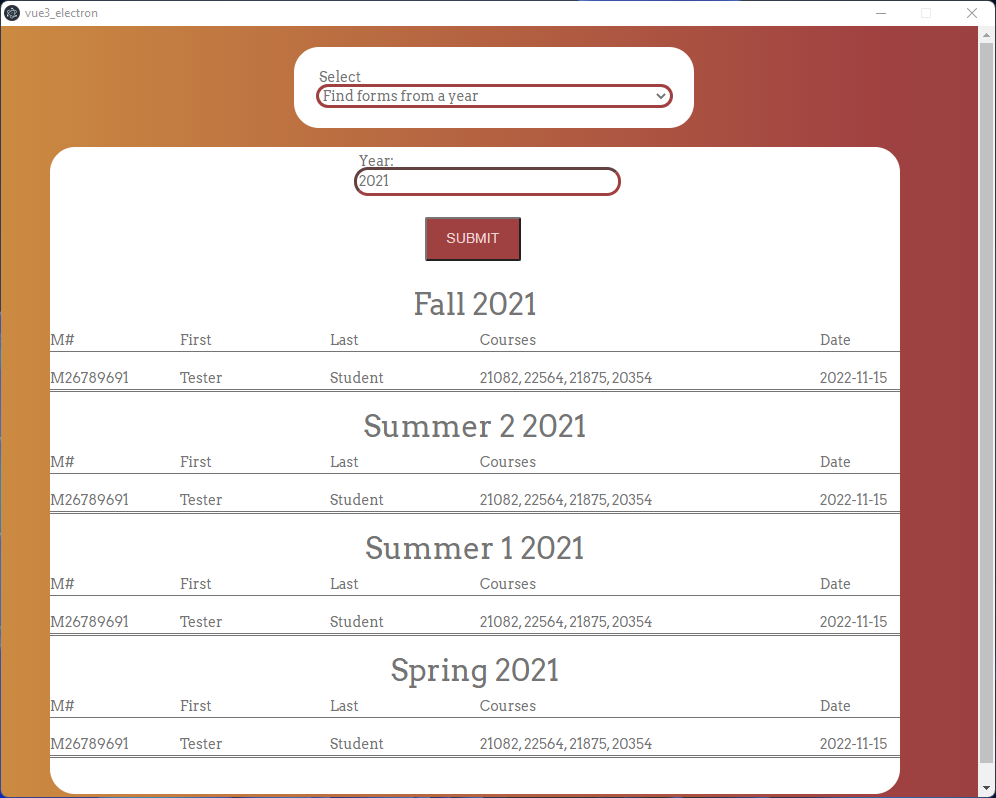 vue3_electron
Select
Find forms from a year
Year:
2021
SUBMIT
Fall 2021
M# First Last Courses Date
M26789691 Tester Student 21082, 22564, 21875, 20354 2022-11-15
Summer 2 2021
M# First Last Courses Date
M26789691 Tester Student 21082, 22564, 21875, 20354 2022-11-15
Summer 1 2021
M# First Last Courses Date
M26789691 Tester Student 21082, 22564, 21875, 20354 2022-11-15
Spring 2021
M# First Last Courses Date
M26789691 Tester Student 21082, 22564, 21875, 20354 2022-11-15